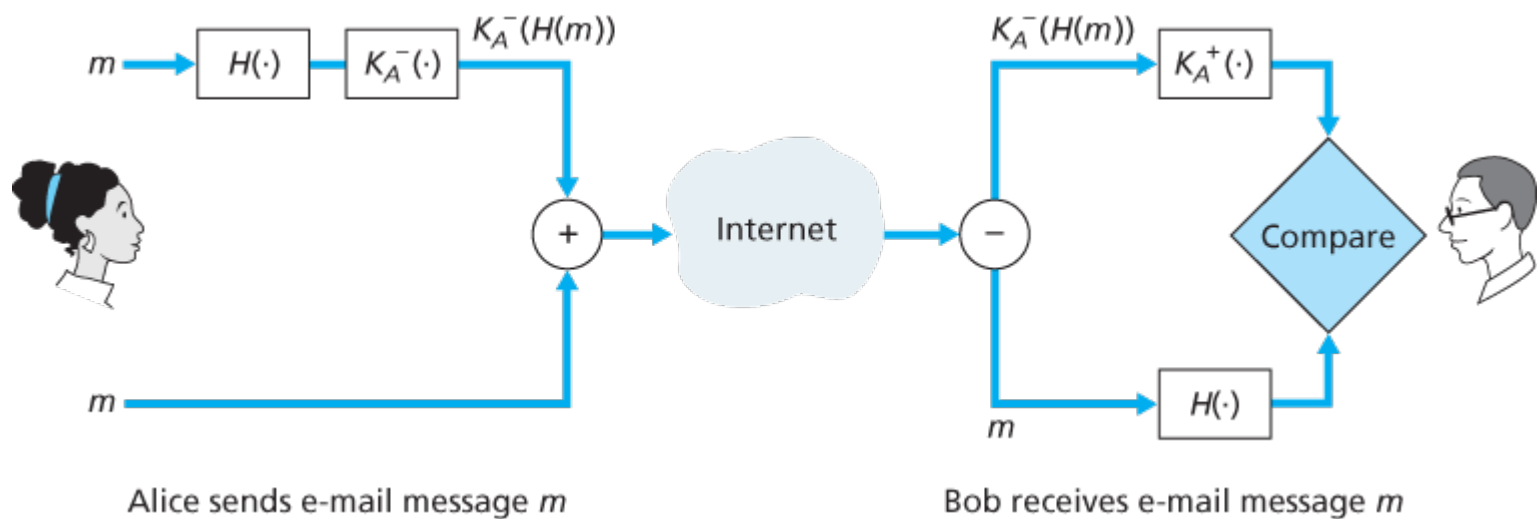 K_A^-(H(m))
m
H(·)
K_A^-(·)
+
m
Internet
K_A^-(H(m))
−
K_A^+(·)
Compare
m
H(·)
Alice sends e-mail message m
Bob receives e-mail message m